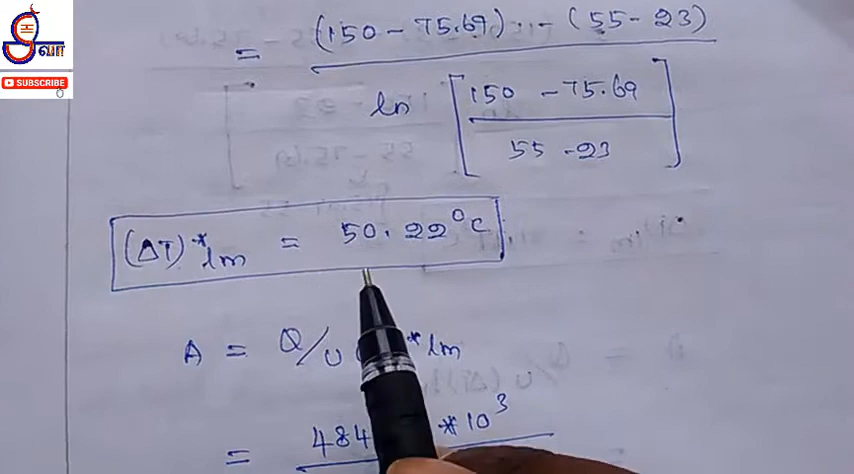 சிவா
SUBSCRIBE
= (150 - 75.69) - (55 - 23)
ln [ 150 - 75.69
55 - 23 ]
(ΔT)*lm = 50.22°C
A = Q/U *lm
= 484 *10³